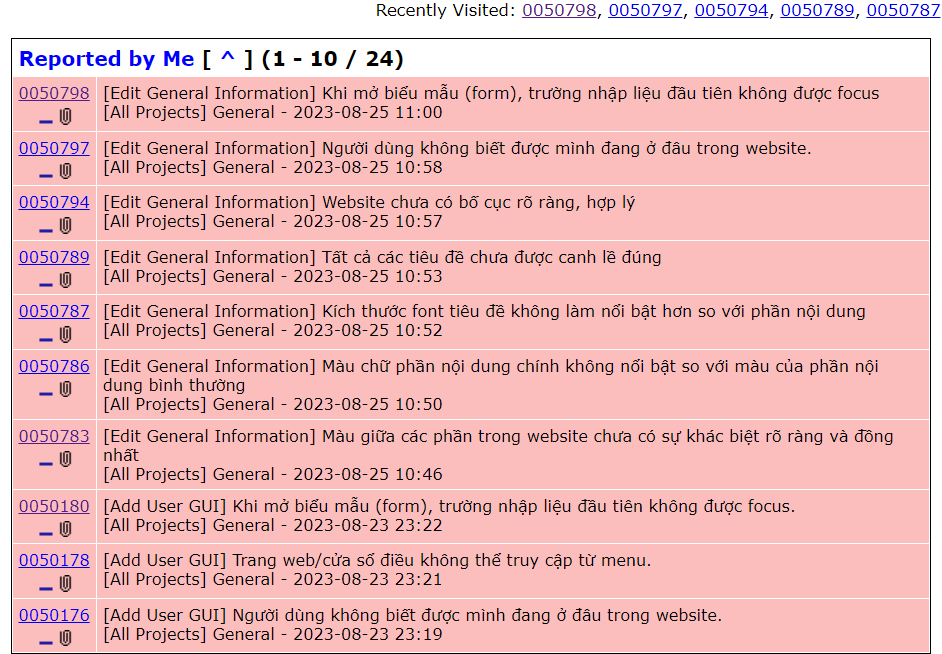 Recently Visited: 0050798, 0050797, 0050794, 0050789, 0050787
Reported by Me [ ^ ] (1 - 10 / 24)
0050798 [Edit General Information] Khi mở biểu mẫu (form), trường nhập liệu đầu tiên không được focus
[All Projects] General - 2023-08-25 11:00
0050797 [Edit General Information] Người dùng không biết được mình đang ở đâu trong website.
[All Projects] General - 2023-08-25 10:58
0050794 [Edit General Information] Website chưa có bố cục rõ ràng, hợp lý
[All Projects] General - 2023-08-25 10:57
0050789 [Edit General Information] Tất cả các tiêu đề chưa được canh lề đúng
[All Projects] General - 2023-08-25 10:53
0050787 [Edit General Information] Kích thước font tiêu đề không làm nổi bật hơn so với phần nội dung
[All Projects] General - 2023-08-25 10:52
0050786 [Edit General Information] Màu chữ phần nội dung chính không nổi bật so với màu của phần nội
dung bình thường
[All Projects] General - 2023-08-25 10:50
0050783 [Edit General Information] Màu giữa các phần trong website chưa có sự khác biệt rõ ràng và đồng
nhất
[All Projects] General - 2023-08-25 10:46
0050180 [Add User GUI] Khi mở biểu mẫu (form), trường nhập liệu đầu tiên không được focus.
[All Projects] General - 2023-08-23 23:22
0050178 [Add User GUI] Trang web/cửa sổ điều không thể truy cập từ menu.
[All Projects] General - 2023-08-23 23:21
0050176 [Add User GUI] Người dùng không biết được mình đang ở đâu trong website.
[All Projects] General - 2023-08-23 23:19